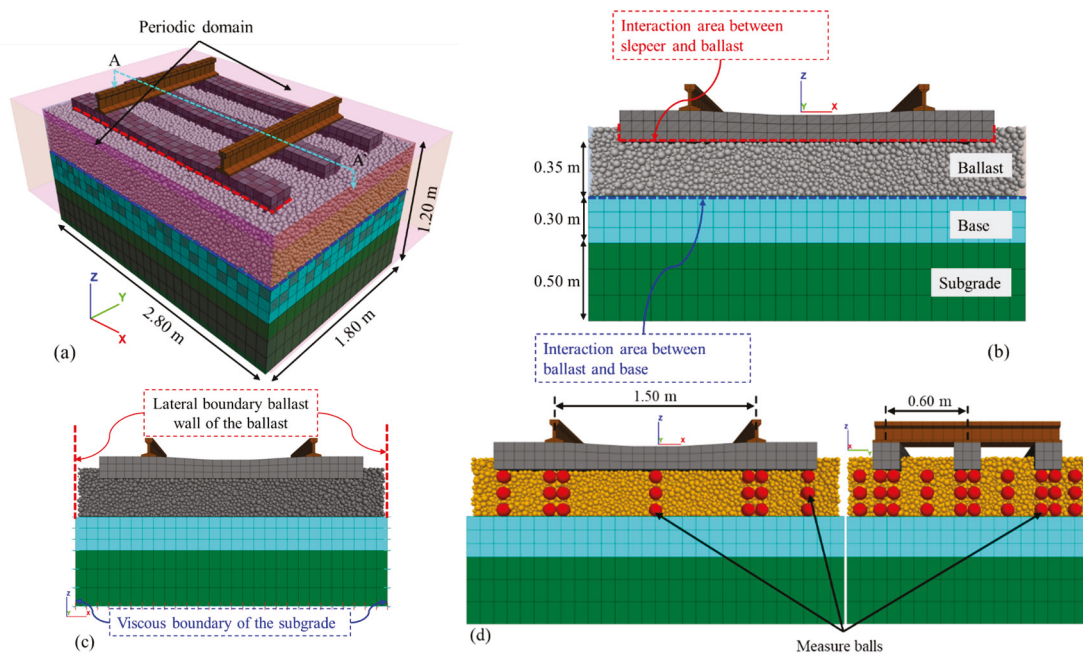 Periodic domain
A
A`
1.20 m
2.80 m
1.80 m
Z
Y
X
(a)
Interaction area between
slepeer and ballast
Z
Y
X
0.35 m
0.30 m
0.50 m
Ballast
Base
Subgrade
Interaction area between
ballast and base
(b)
Lateral boundary ballast
wall of the ballast
Viscous boundary of the subgrade
Z
Y
X
(c)
1.50 m
0.60 m
Z
Y
X
Z
X
Y
(d)
Measure balls